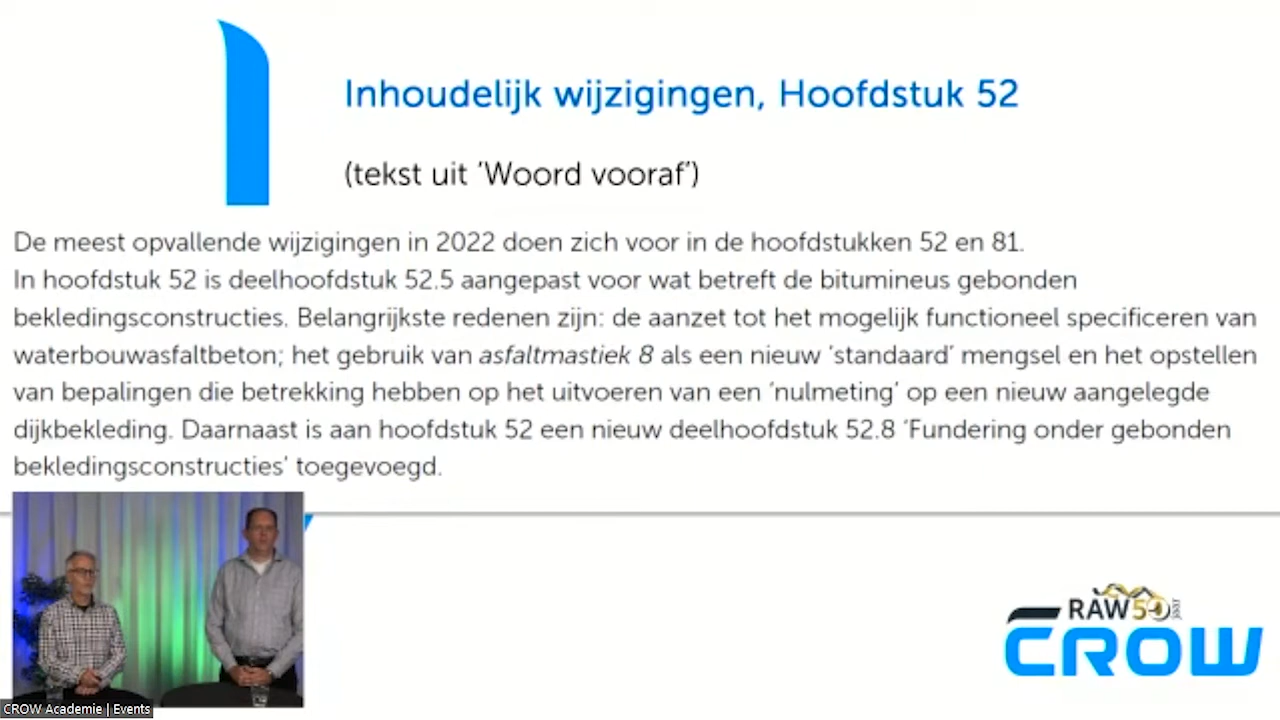 Inhoudelijk wijzigingen, Hoofdstuk 52
(tekst uit ‘Woord vooraf’)
De meest opvallende wijzigingen in 2022 doen zich voor in de hoofdstukken 52 en 81.
In hoofdstuk 52 is deelhoofdstuk 52.5 aangepast voor wat betreft de bitumineus gebonden
bekledingsconstructies. Belangrijkste redenen zijn: de aanzet tot het mogelijk functioneel specificeren van
waterbouwasfaltbeton; het gebruik van asfaltmastiek 8 als een nieuw ‘standaard’ mengsel en het opstellen
van bepalingen die betrekking hebben op het uitvoeren van een ‘nulmeting’ op een nieuw aangelegde
dijkbekleding. Daarnaast is aan hoofdstuk 52 een nieuw deelhoofdstuk 52.8 ‘Fundering onder gebonden
bekledingsconstructies’ toegevoegd.
RAW50 JAAR
CROW
CROW Academie | Events